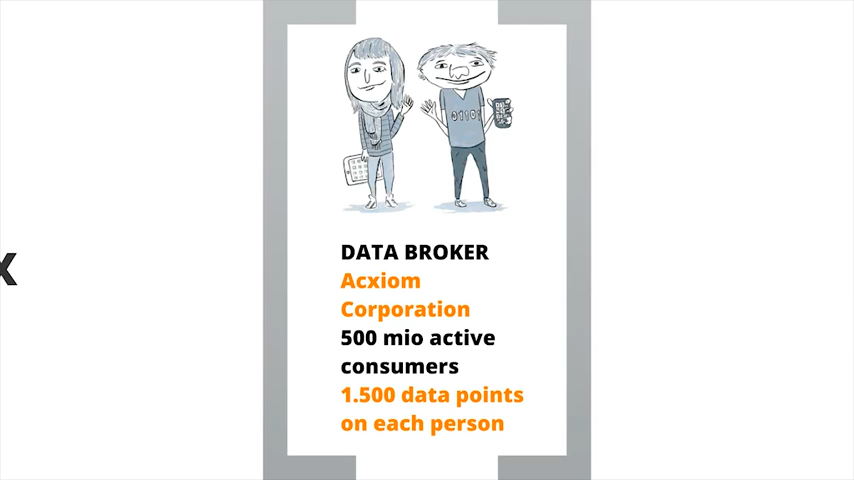 x
DATA BROKER
Acxiom
Corporation
500 mio active
consumers
1.500 data points
on each person